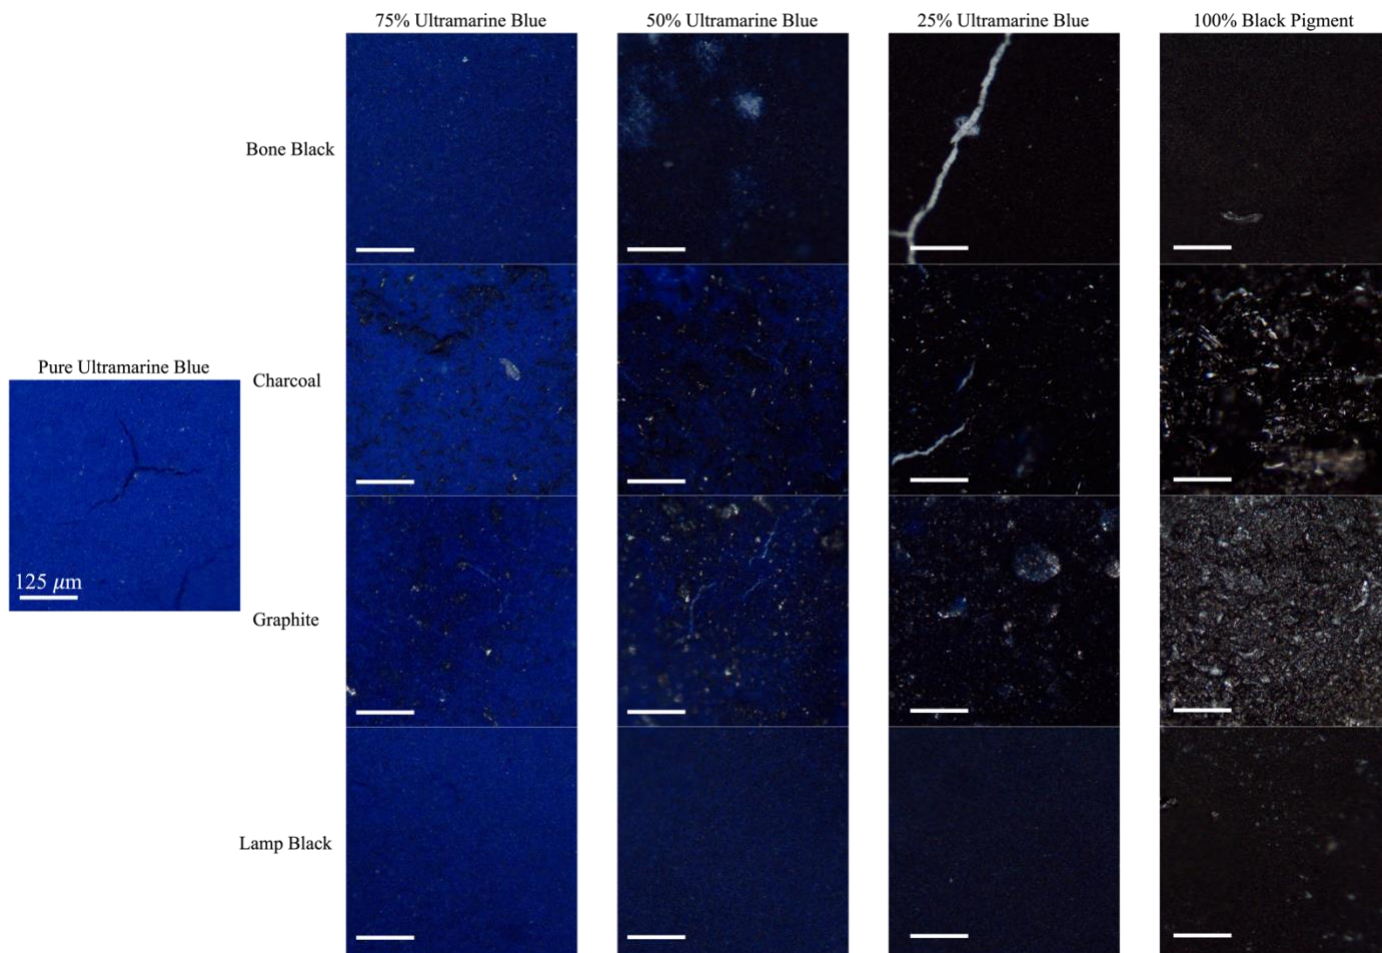 75% Ultramarine Blue
50% Ultramarine Blue
25% Ultramarine Blue
100% Black Pigment
Bone Black
Pure Ultramarine Blue
Charcoal
125 μm
Graphite
Lamp Black